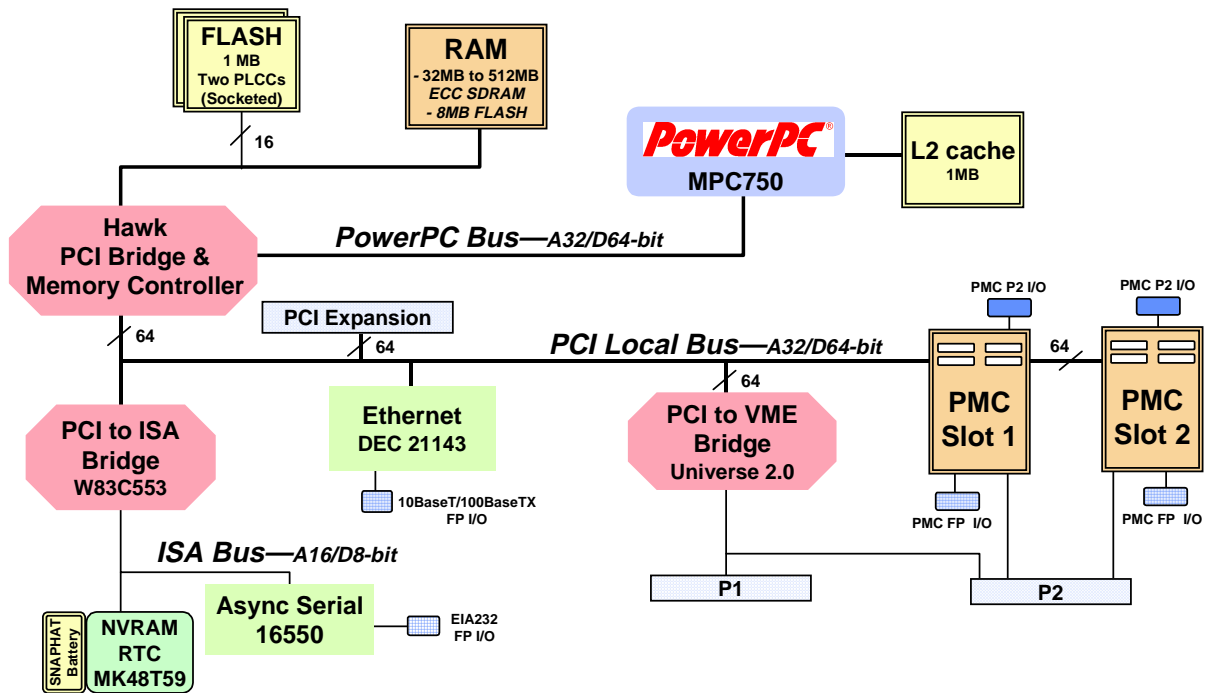 FLASH
1 MB
Two PLCCs
(Socketed)
16
RAM
- 32MB to 512MB
ECC SDRAM
- 8MB FLASH
PowerPC®
MPC750
L2 cache
1MB
Hawk
PCI Bridge &
Memory Controller
PowerPC Bus—A32/D64-bit
64
PCI Expansion
64
PCI Local Bus—A32/D64-bit
PMC P2 I/O
PMC P2 I/O
64
PMC
Slot 1
PMC
Slot 2
PMC FP I/O
PMC FP I/O
PCI to ISA
Bridge
W83C553
Ethernet
DEC 21143
10BaseT/100BaseTX
FP I/O
64
PCI to VME
Bridge
Universe 2.0
ISA Bus—A16/D8-bit
P1
P2
SNAPHAT
Battery
NVRAM
RTC
MK48T59
Async Serial
16550
EIA232
FP I/O